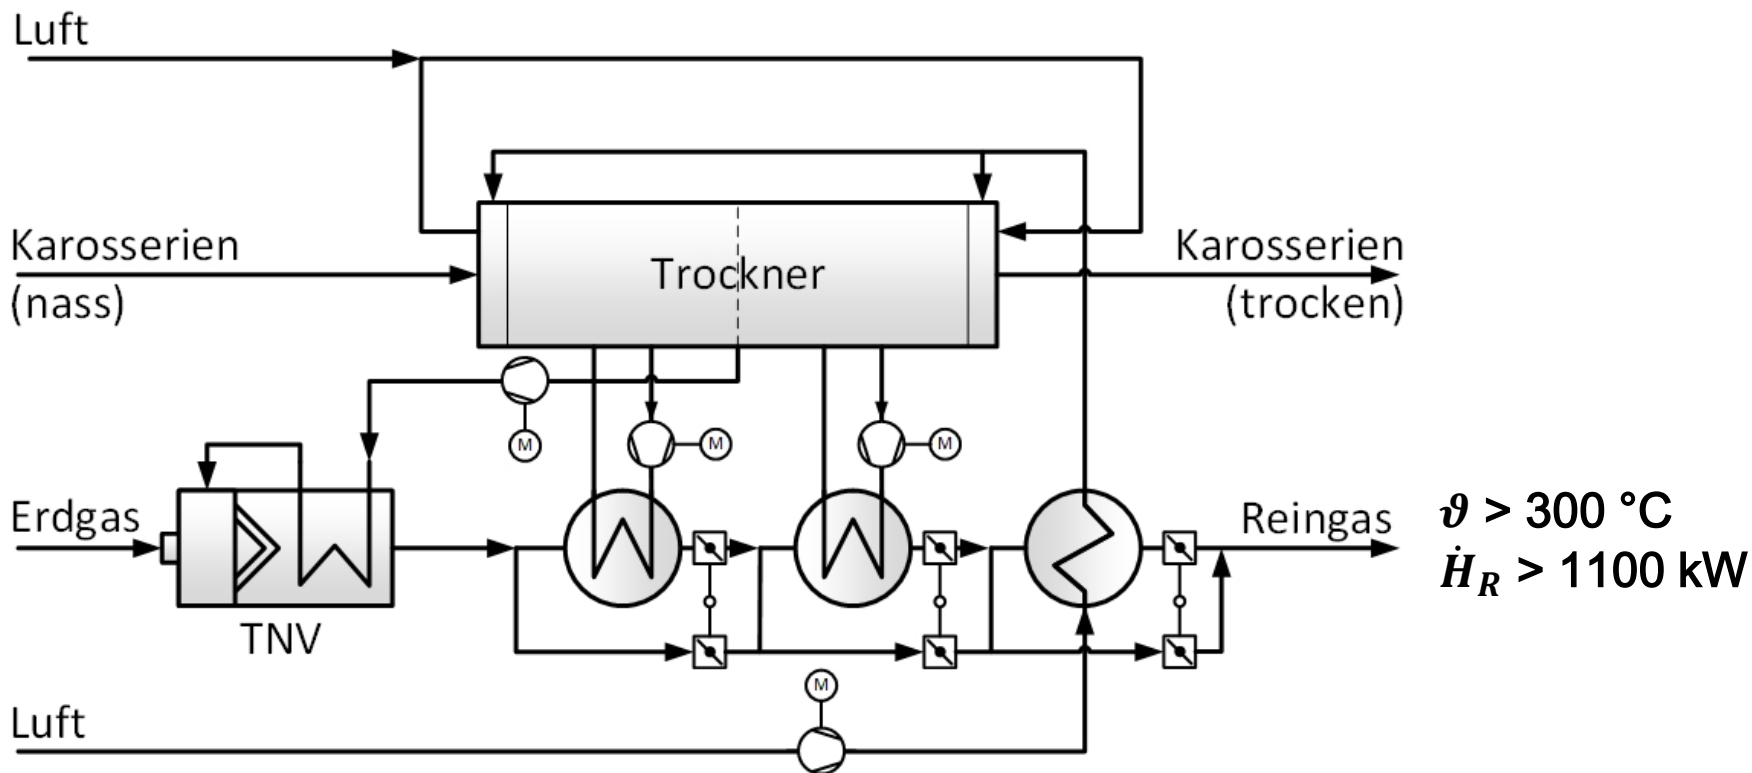 Luft
Karosserien
(nass)
Trockner
Karosserien
(trocken)
M
M
M
Erdgas
TNV
Reingas
ϑ > 300 °C
Ḣ_R > 1100 kW
M
Luft